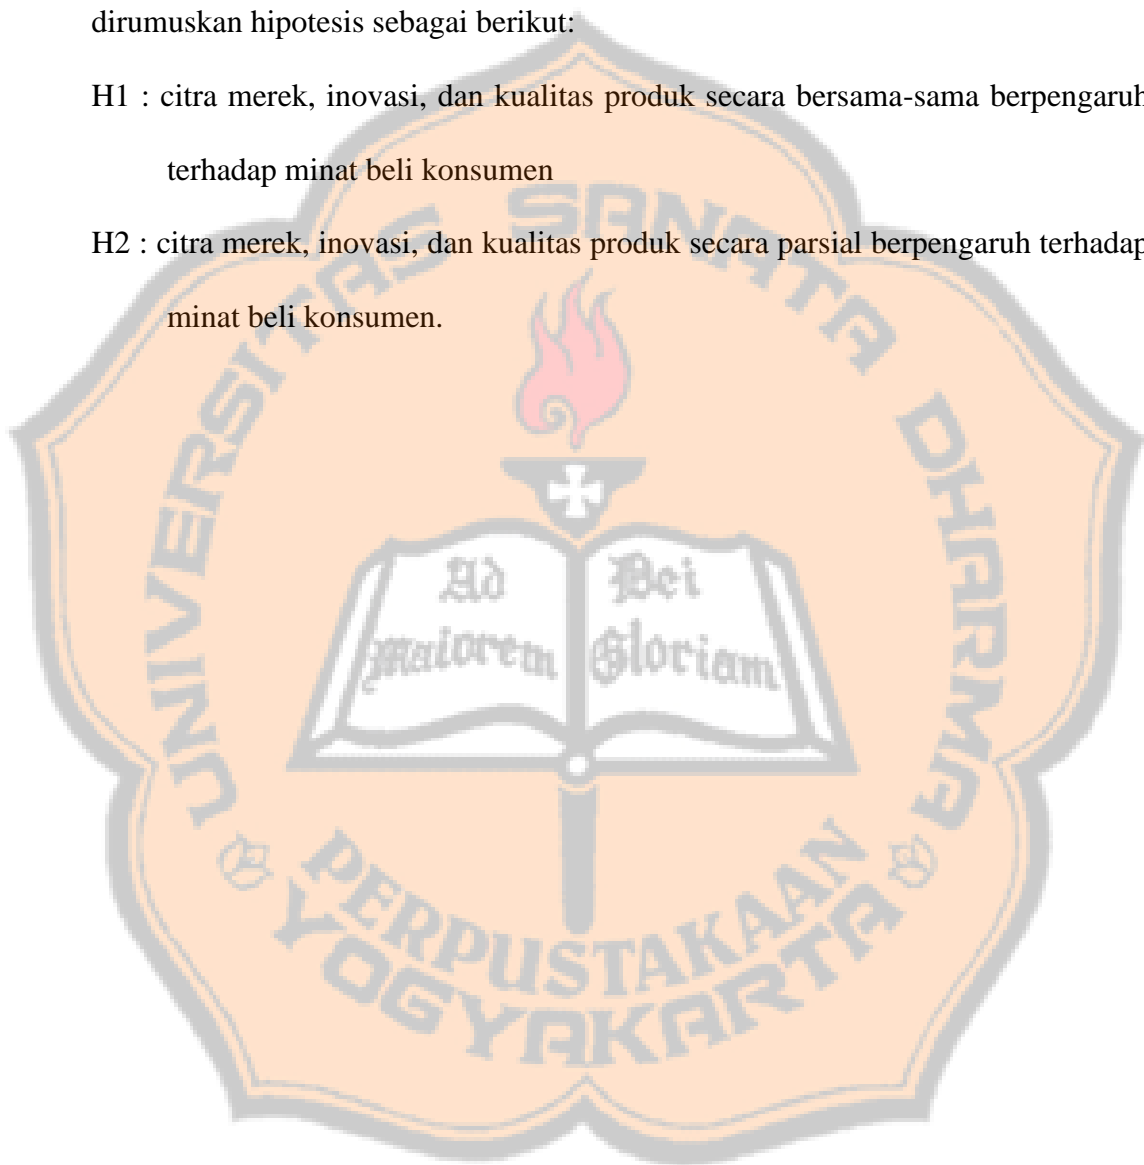 dirumuskan hipotesis sebagai berikut:
H1 : citra merek, inovasi, dan kualitas produk secara bersama-sama berpengaruh
terhadap minat beli konsumen
H2 : citra merek, inovasi, dan kualitas produk secara parsial berpengaruh terhadap
minat beli konsumen.
UNIVERSITAS SANATA DHARMA
Ad Dei
Maiorem Gloriam
PERPUSTAKAAN
YOGYAKARTA